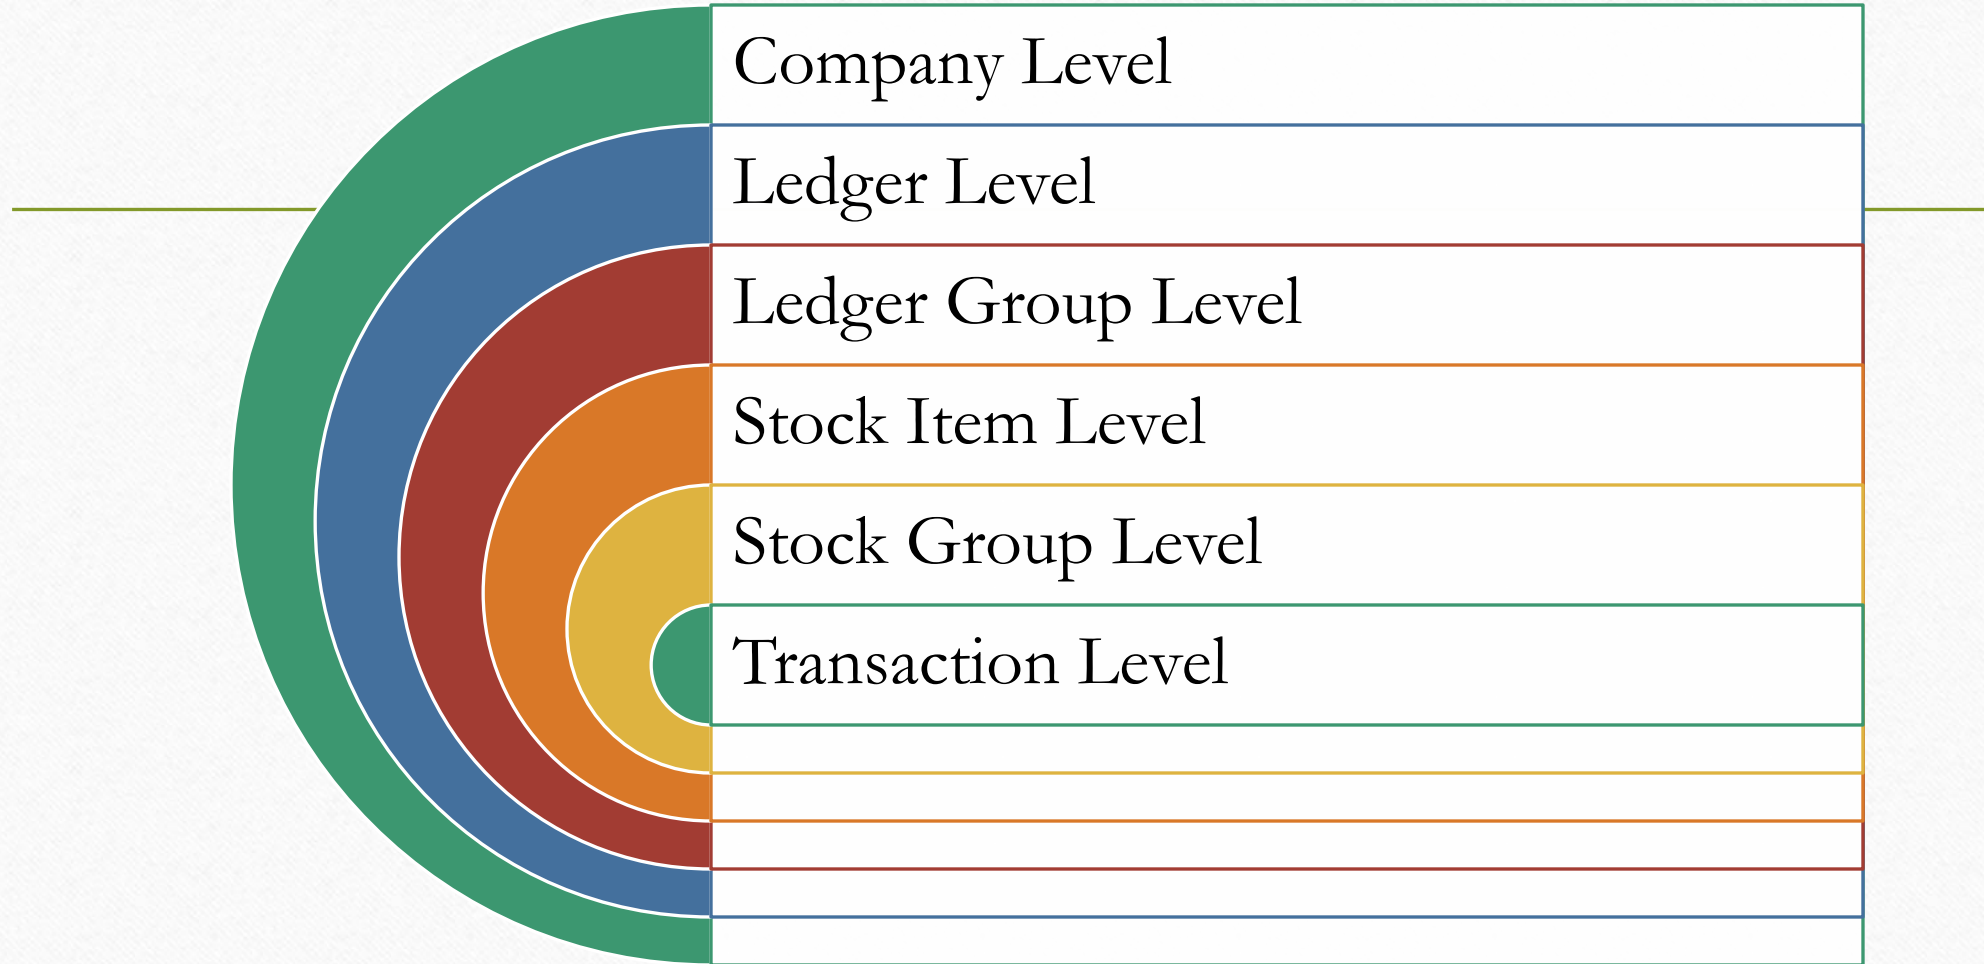 Company Level
Ledger Level
Ledger Group Level
Stock Item Level
Stock Group Level
Transaction Level